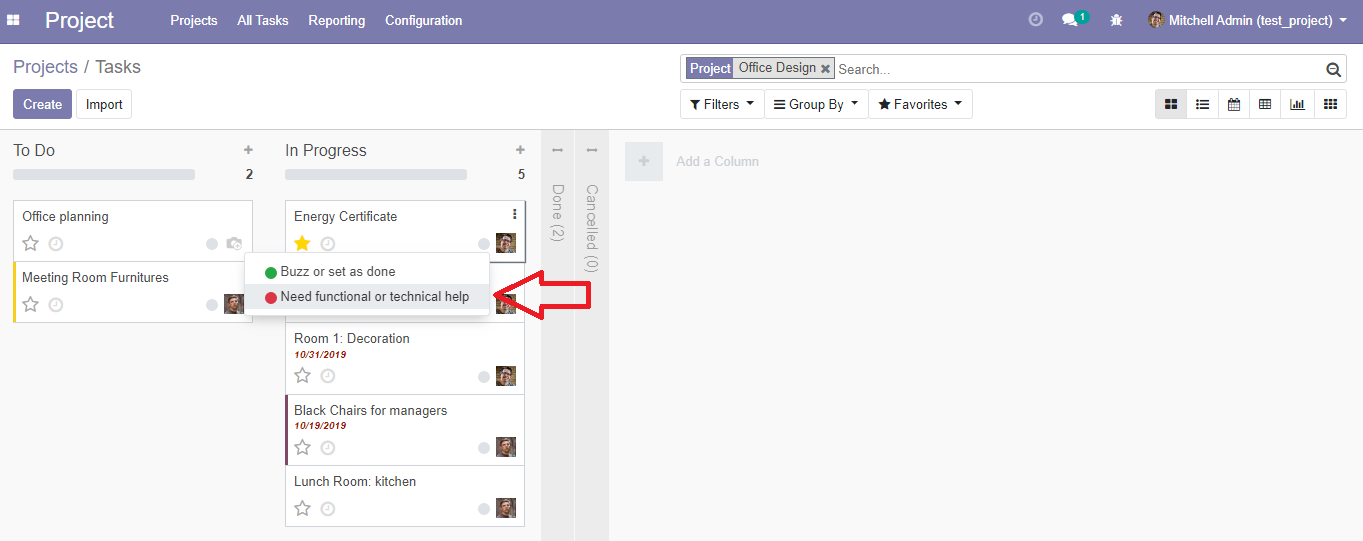 Project Projects All Tasks Reporting Configuration 1 Mitchell Admin (test_project)
Projects / Tasks
Project Office Design × Search...
Create Import
Filters Group By Favorites
To Do +
2
Office planning
Meeting Room Furnitures
In Progress +
5
Energy Certificate
Buzz or set as done
Need functional or technical help
Room 1: Decoration
10/31/2019
Black Chairs for managers
10/19/2019
Lunch Room: kitchen
Done (2)
Cancelled (0)
+ Add a Column